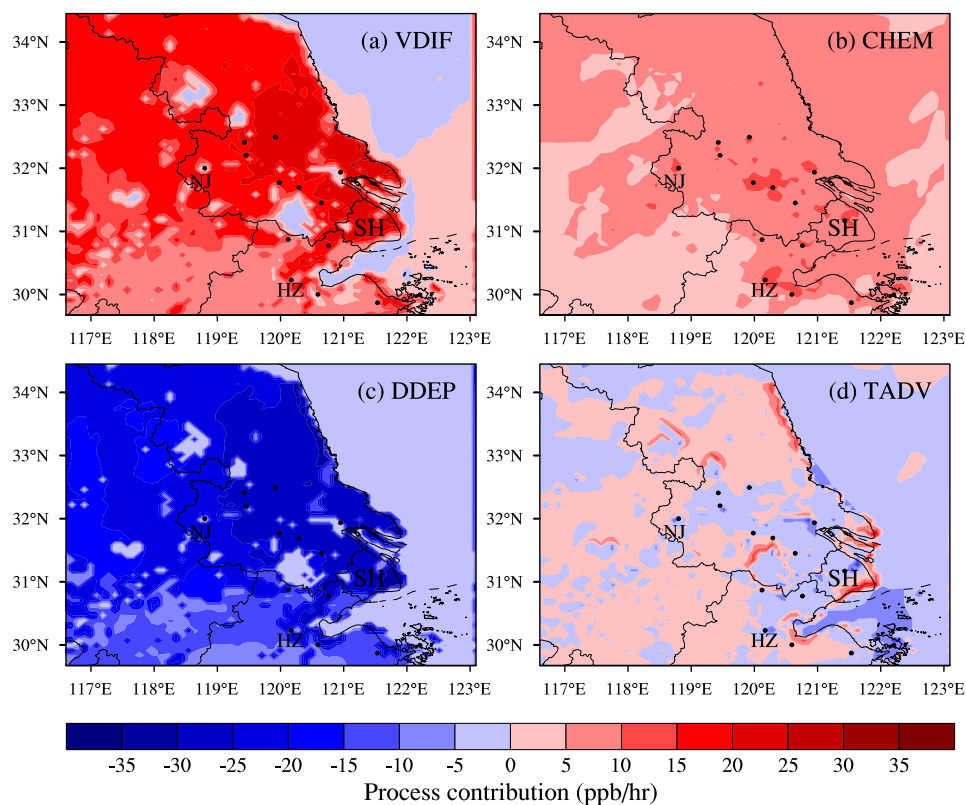 (a) VDIF
34°N
33°N
32°N
31°N
30°N
NJ
SH
HZ
117°E 118°E 119°E 120°E 121°E 122°E 123°E
(b) CHEM
34°N
33°N
32°N
31°N
30°N
NJ
SH
HZ
117°E 118°E 119°E 120°E 121°E 122°E 123°E
(c) DDEP
34°N
33°N
32°N
31°N
30°N
NJ
SH
HZ
117°E 118°E 119°E 120°E 121°E 122°E 123°E
(d) TADV
34°N
33°N
32°N
31°N
30°N
NJ
SH
HZ
117°E 118°E 119°E 120°E 121°E 122°E 123°E
-35 -30 -25 -20 -15 -10 -5 0 5 10 15 20 25 30 35
Process contribution (ppb/hr)